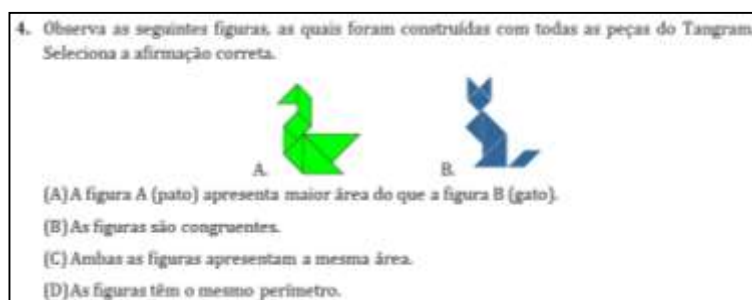 4. Observa as seguintes figuras, as quais foram construídas com todas as peças do Tangram
Seleciona a afirmação correta.
A.
B.
(A) A figura A (pato) apresenta maior área do que a figura B (gato).
(B) As figuras são congruentes.
(C) Ambas as figuras apresentam a mesma área.
(D) As figuras têm o mesmo perímetro.